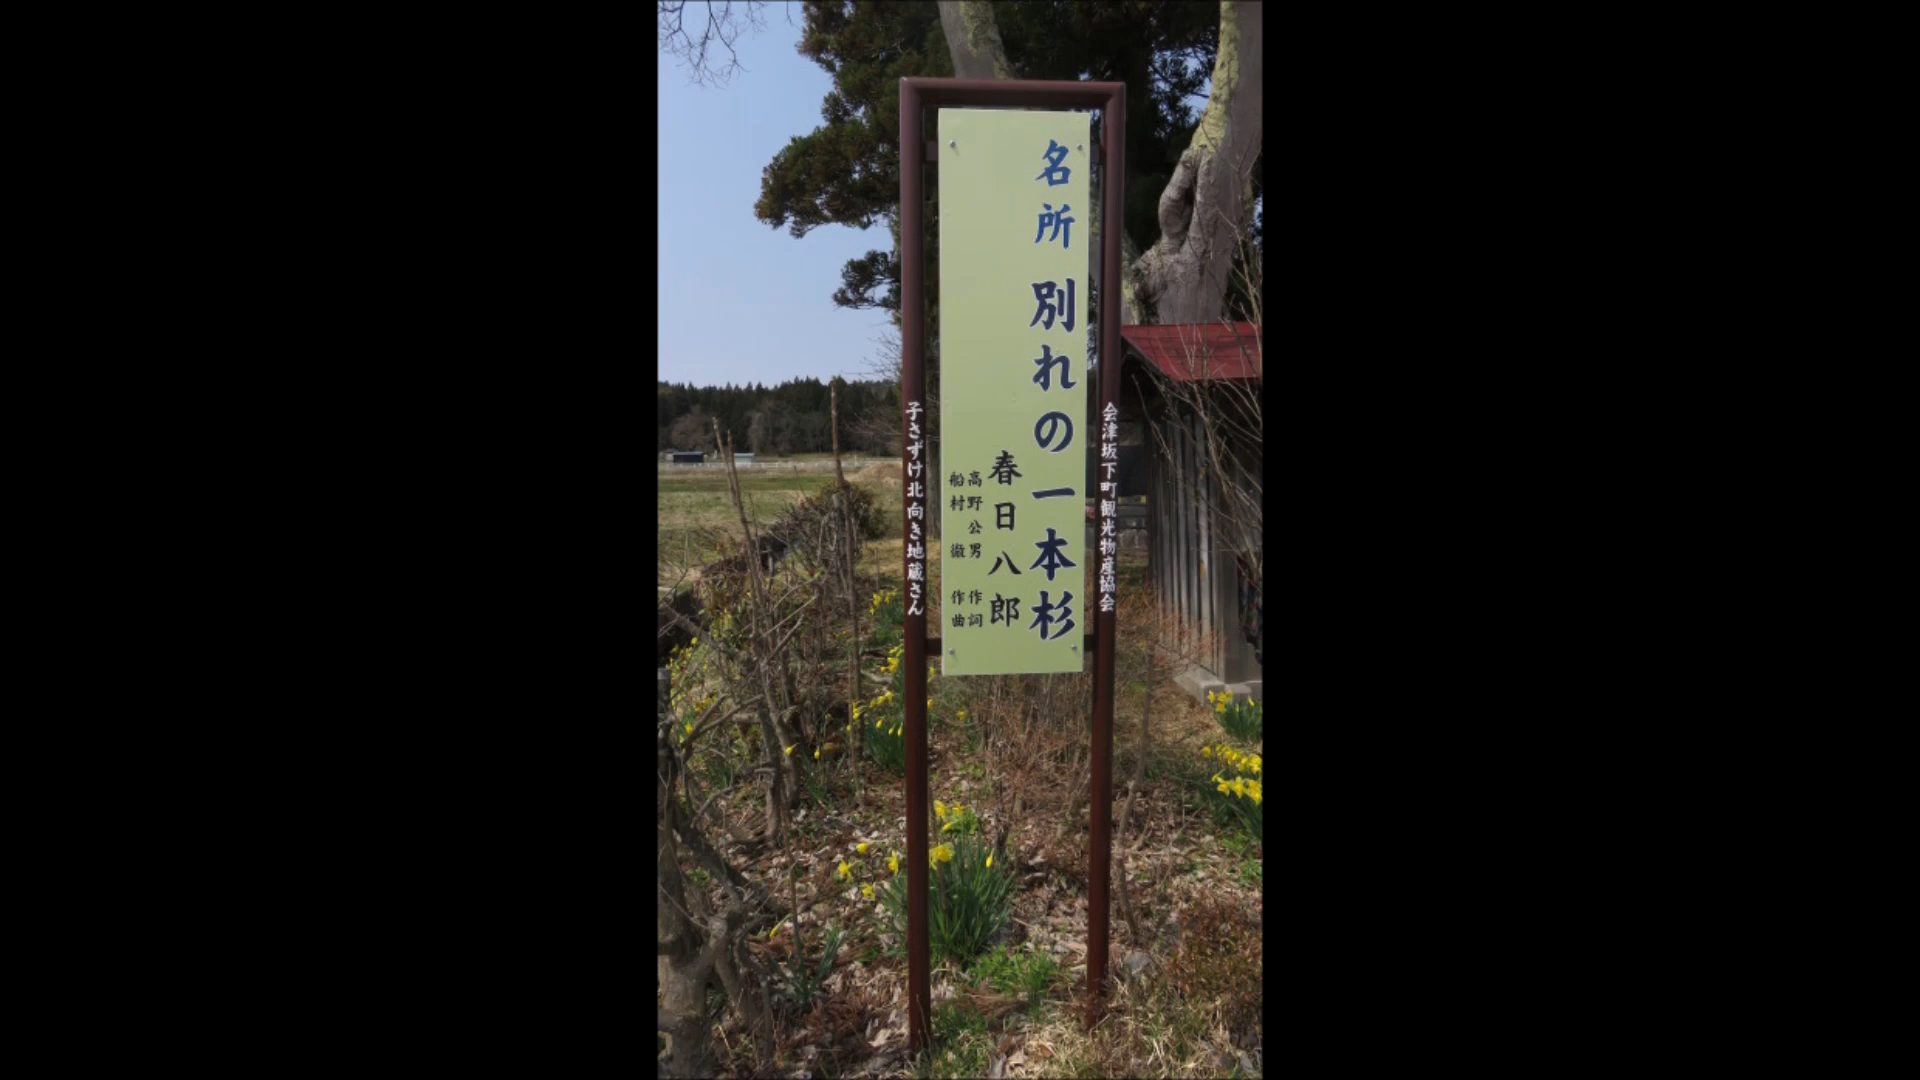 名所 別れの一本杉
春日八郎
高野公男 作詞
船村 徹 作曲
会津坂下町観光物産協会
子さずけ北向き地蔵さん